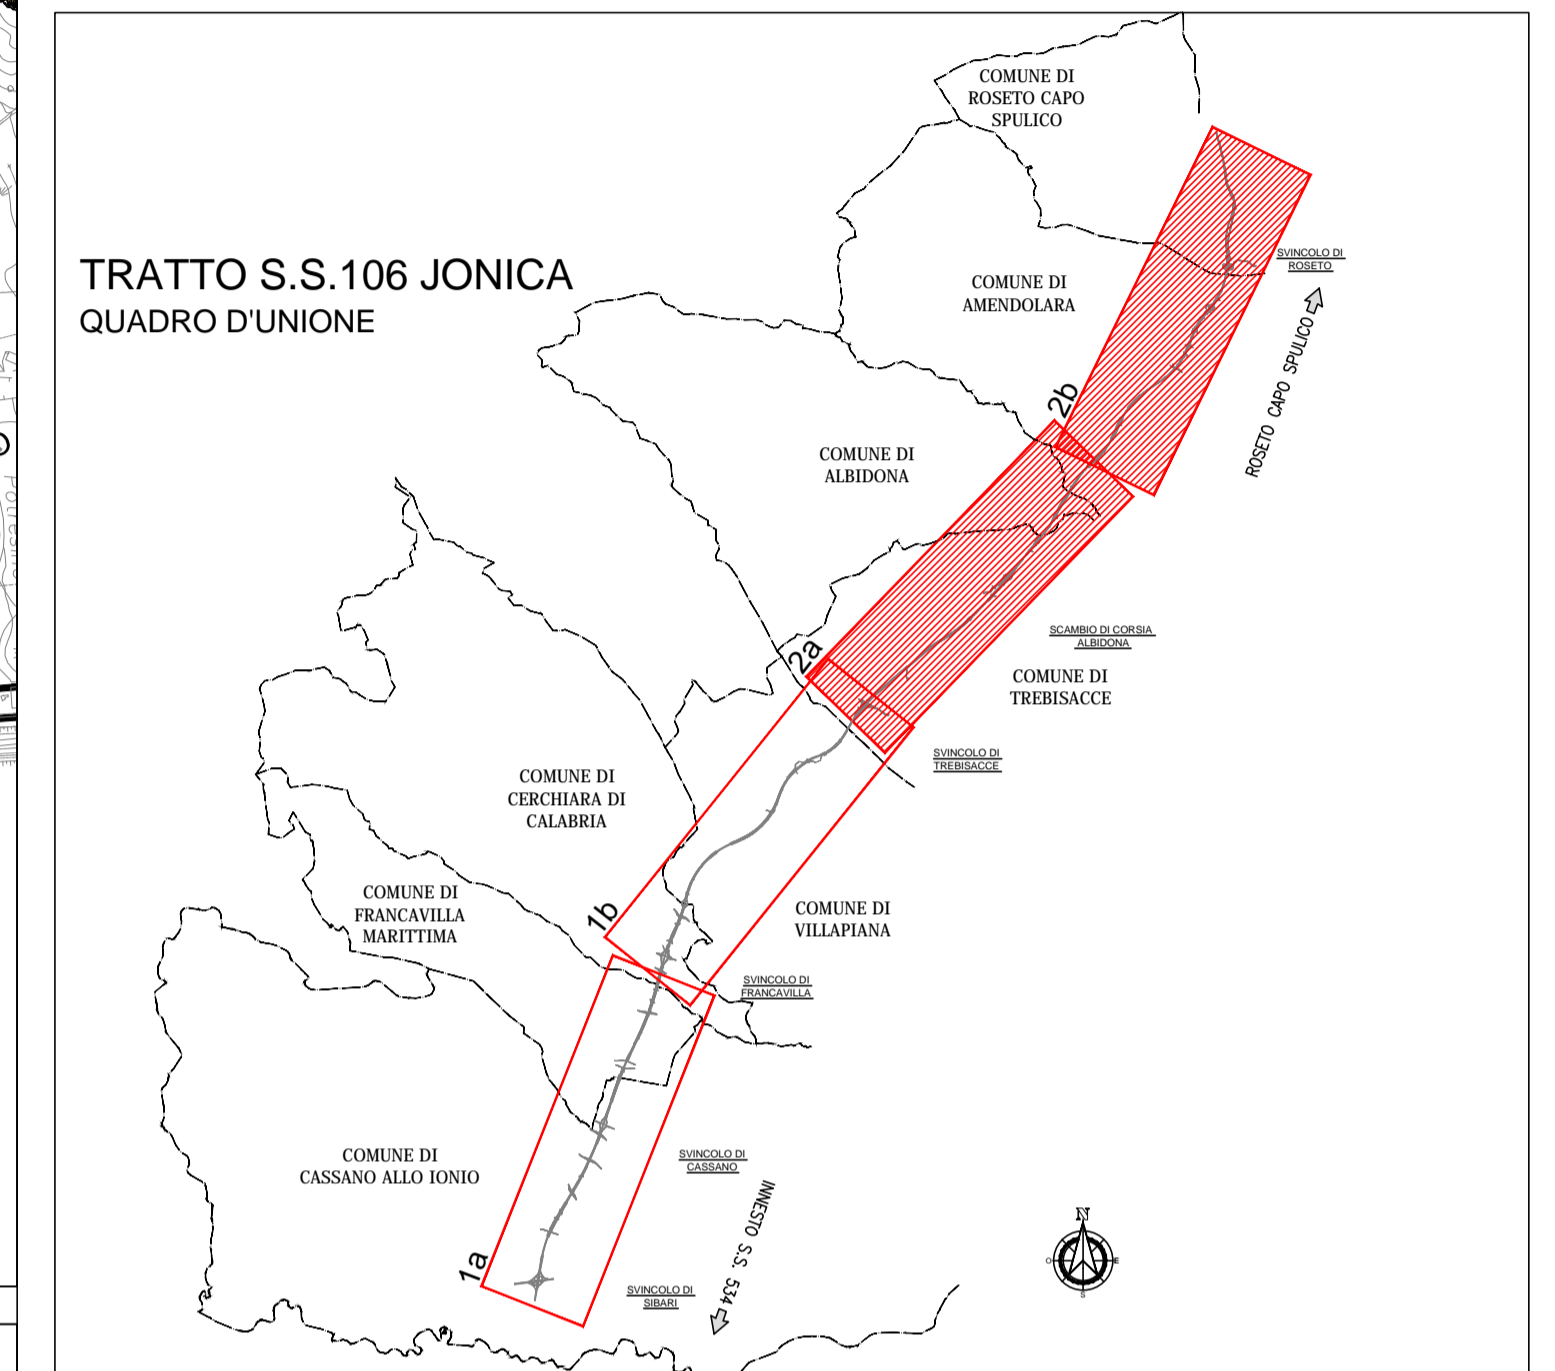 TRATTO S.S.106 JONICA
QUADRO D'UNIONE
COMUNE DI
ROSETO CAPO
SPULICO
SVINCOLO DI
ROSETO
COMUNE DI
AMENDOLARA
ROSETO CAPO SPULICO
2b
COMUNE DI
ALBIDONA
SCAMBIO DI CORSIA
ALBIDONA
2a
COMUNE DI
TREBISACCE
SVINCOLO DI
TREBISACCE
COMUNE DI
CERCHIARA DI
CALABRIA
COMUNE DI
FRANCAVILLA
MARITTIMA
1b
COMUNE DI
VILLAPIANA
SVINCOLO DI
FRANCAVILLA
COMUNE DI
CASSANO ALLO IONIO
SVINCOLO DI
CASSANO
INNESTO S.S. 534
1a
SVINCOLO DI
SIBARI
N
O
E
S